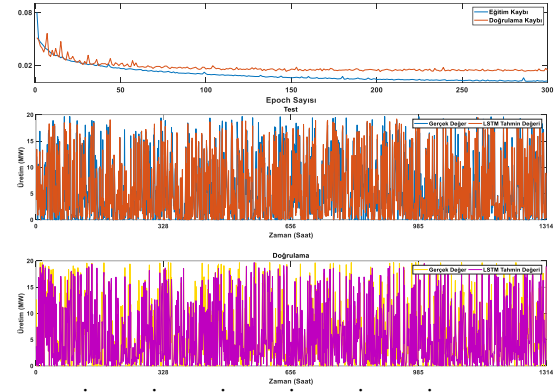 0.08
0.02
Eğitim Kaybı
Doğrulama Kaybı
0 50 100 150 200 250 300
Epoch Sayısı
Test
20
15
10
5
0
Üretim (MW)
Gerçek Değer LSTM Tahmin Değeri
0 328 656 985 1314
Zaman (Saat)
Doğrulama
20
15
10
5
0
Üretim (MW)
Gerçek Değer LSTM Tahmin Değeri
0 328 656 985 1314
Zaman (Saat)